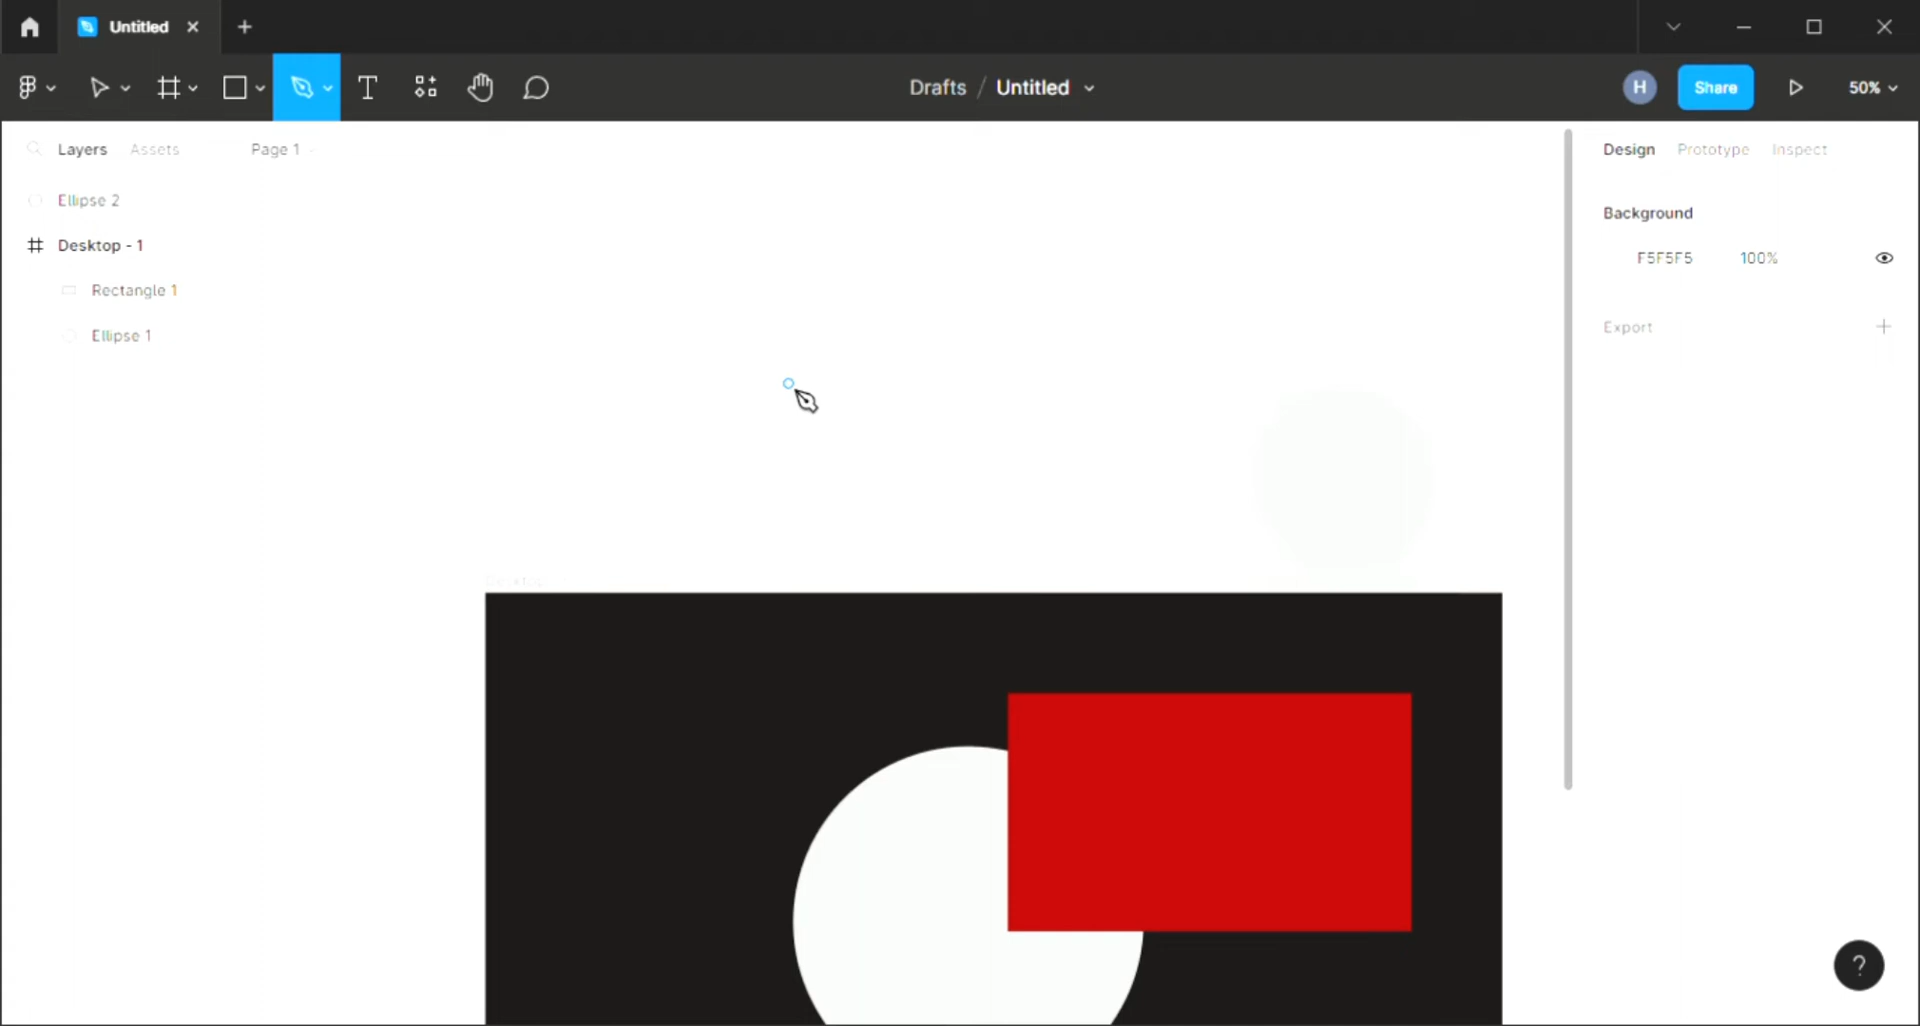 Untitled
Drafts / Untitled
H
Share
50%
Layers Assets Page 1
Ellipse 2
Desktop - 1
Rectangle 1
Ellipse 1
Design Prototype Inspect
Background
F5F5F5 100%
Export
Desktop
?